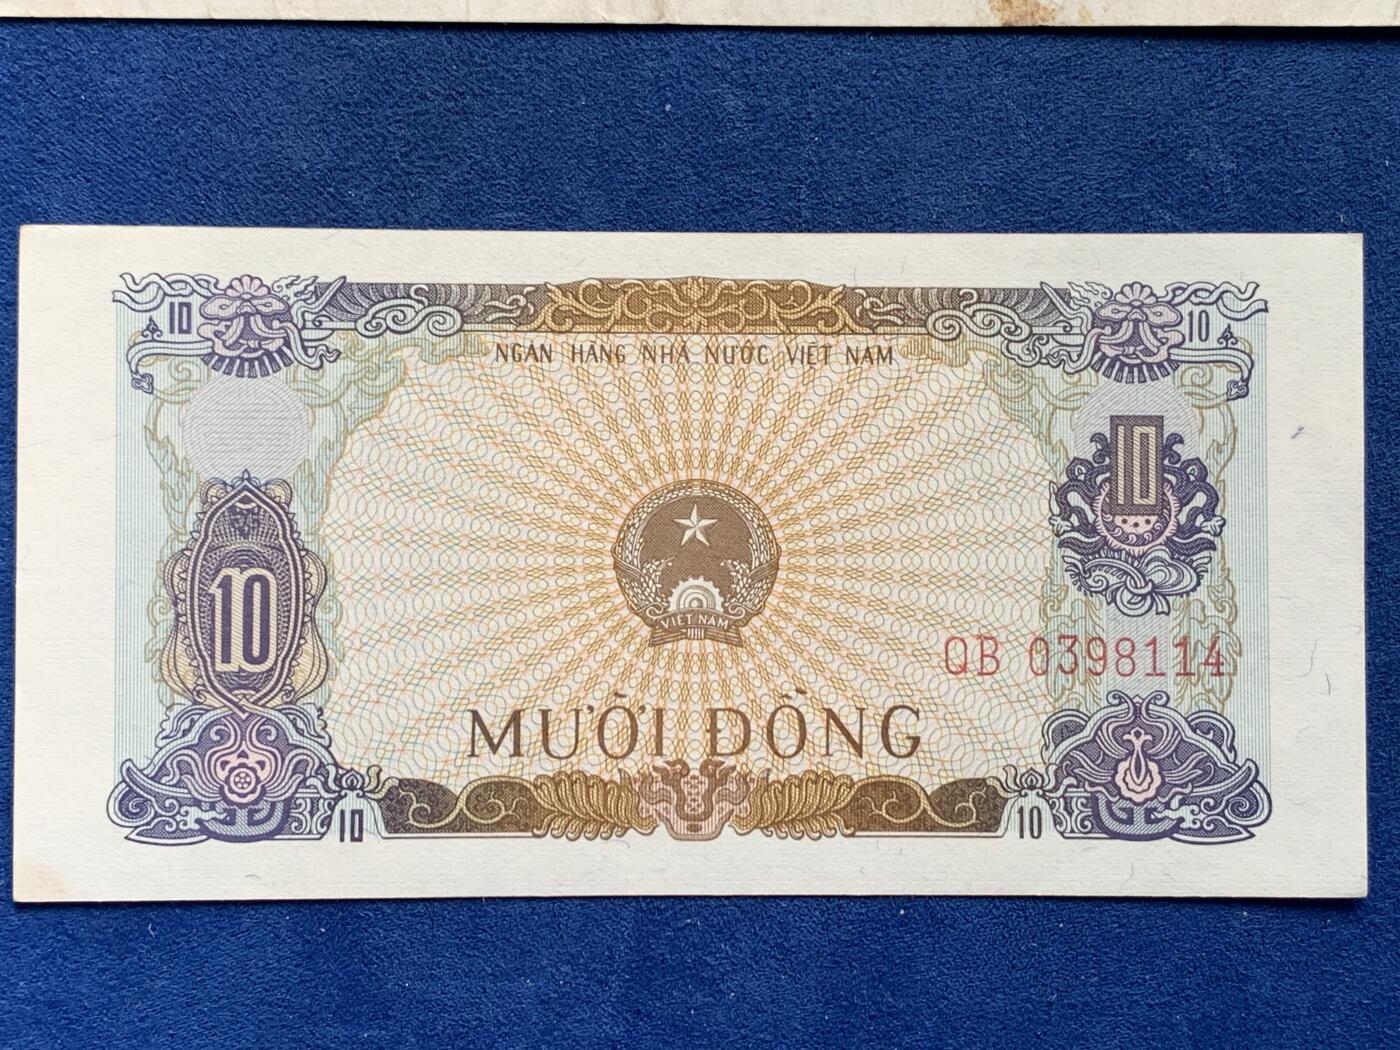 10 10
NGÂN HÀNG NHÀ NƯỚC VIỆT NAM
10
10
VIỆT NAM
QB 0398114
MƯỜI ĐỒNG
10 10